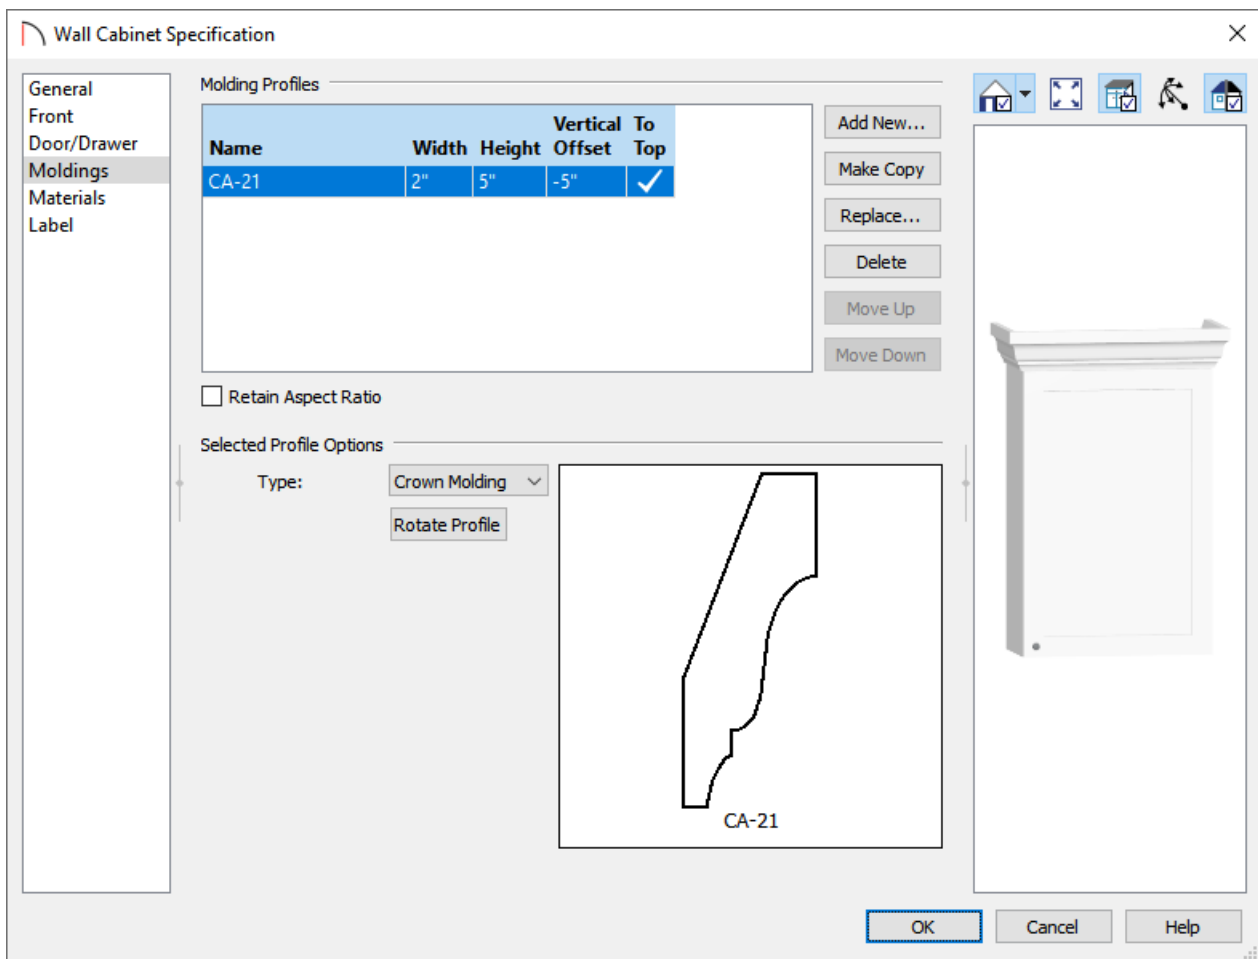 Wall Cabinet Specification
General
Front
Door/Drawer
Moldings
Materials
Label
Molding Profiles
Name Width Height Vertical Offset To Top
CA-21 2" 5" -5"
Add New...
Make Copy
Replace...
Delete
Move Up
Move Down
Retain Aspect Ratio
Selected Profile Options
Type: Crown Molding
Rotate Profile
CA-21
OK Cancel Help